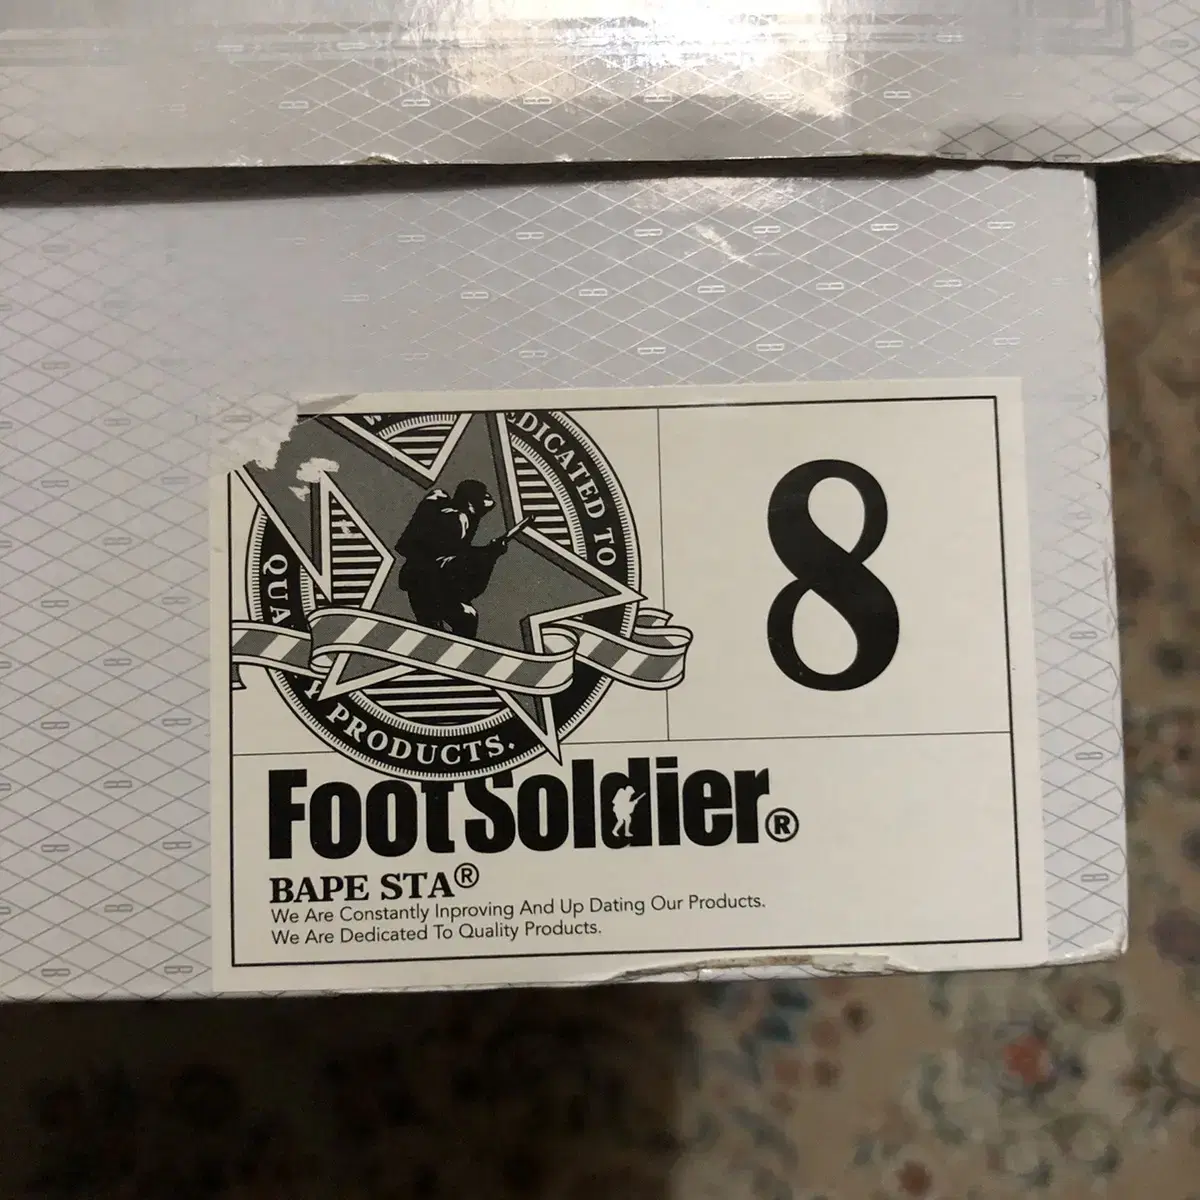 DEDICATED TO
QUA
Y PRODUCTS.
8
FootSoldier®
BAPE STA®
We Are Constantly Inproving And Up Dating Our Products.
We Are Dedicated To Quality Products.